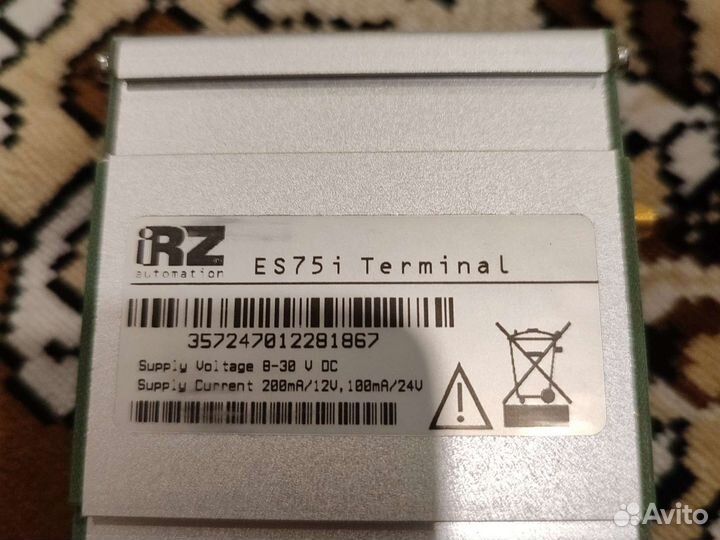 iRZ
automation
ES75i Terminal
357247012281867
Supply Voltage 8-30 V DC
Supply Current 200mA/12V,100mA/24V
Avito